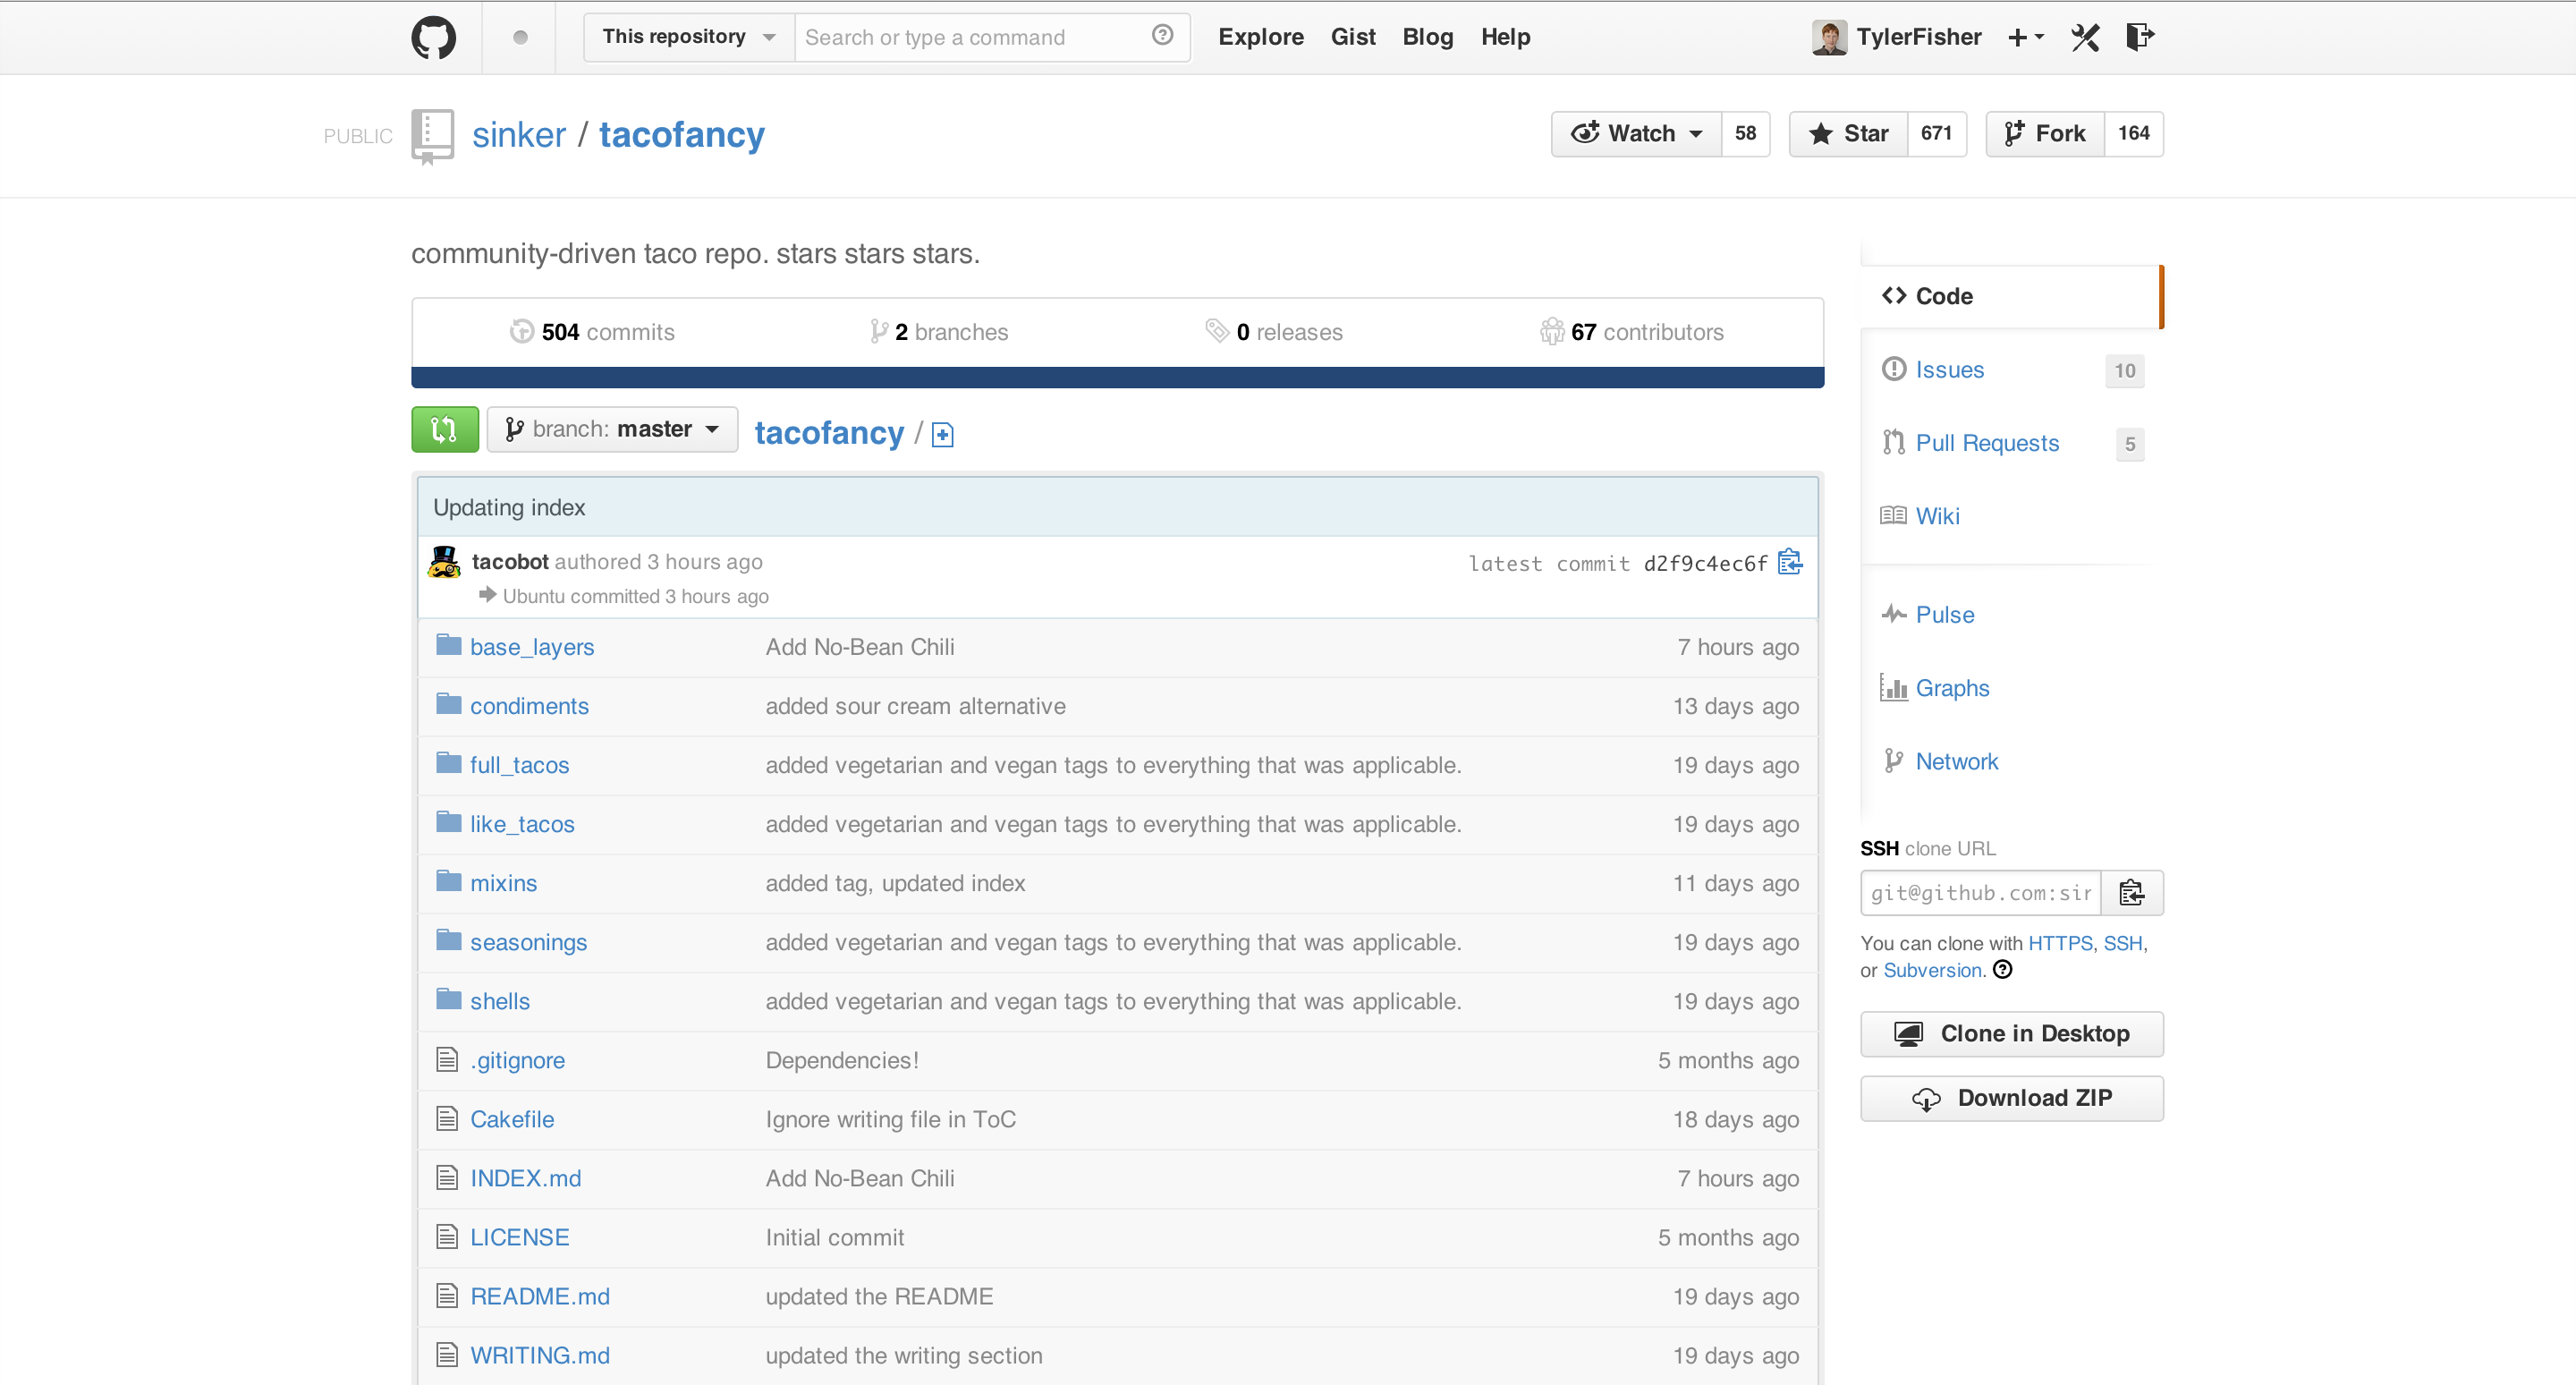 This repository Search or type a command Explore Gist Blog Help TylerFisher
PUBLIC sinker / tacofancy Watch 58 Star 671 Fork 164
community-driven taco repo. stars stars stars.
504 commits 2 branches 0 releases 67 contributors
branch: master tacofancy /
Updating index
tacobot authored 3 hours ago latest commit d2f9c4ec6f
Ubuntu committed 3 hours ago
base_layers Add No-Bean Chili 7 hours ago
condiments added sour cream alternative 13 days ago
full_tacos added vegetarian and vegan tags to everything that was applicable. 19 days ago
like_tacos added vegetarian and vegan tags to everything that was applicable. 19 days ago
mixins added tag, updated index 11 days ago
seasonings added vegetarian and vegan tags to everything that was applicable. 19 days ago
shells added vegetarian and vegan tags to everything that was applicable. 19 days ago
.gitignore Dependencies! 5 months ago
Cakefile Ignore writing file in ToC 18 days ago
INDEX.md Add No-Bean Chili 7 hours ago
LICENSE Initial commit 5 months ago
README.md updated the README 19 days ago
WRITING.md updated the writing section 19 days ago
Code
Issues 10
Pull Requests 5
Wiki
Pulse
Graphs
Network
SSH clone URL
git@github.com:sir
You can clone with HTTPS, SSH,
or Subversion.
Clone in Desktop
Download ZIP